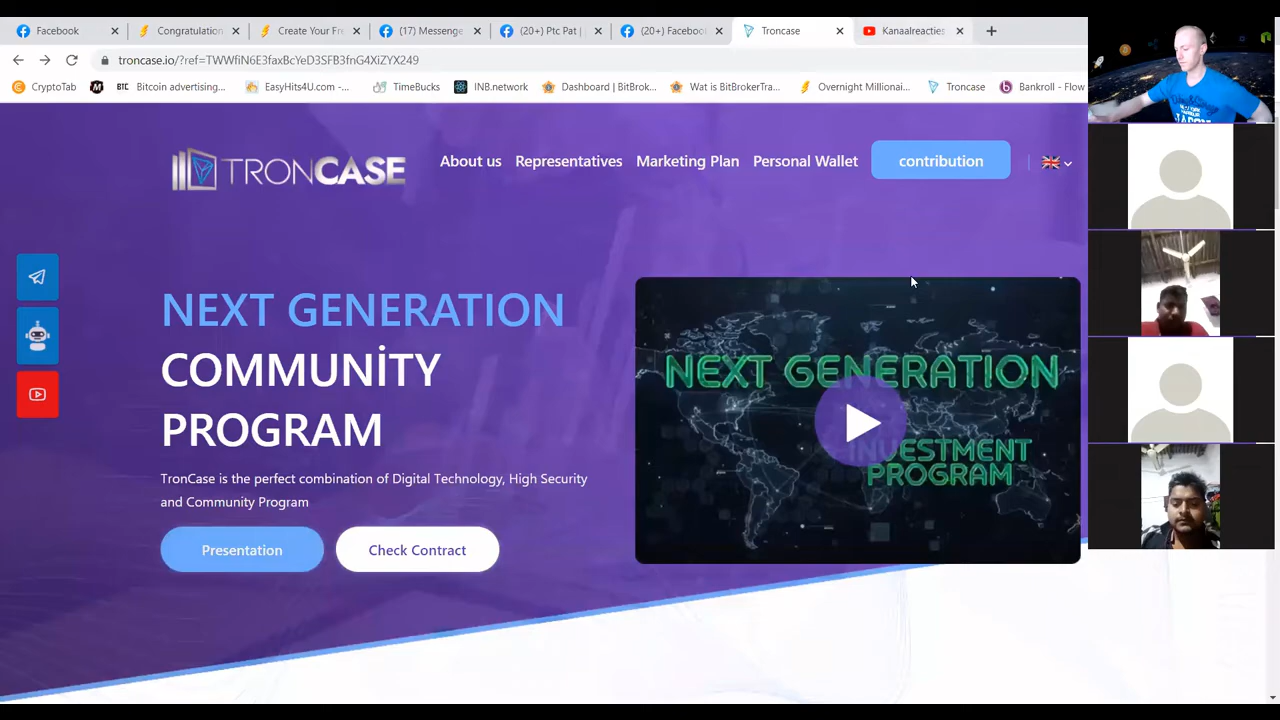 Facebook
Congratulation
Create Your Fre
(17) Messenge
(20+) Ptc Pat |
(20+) Faceboo
Troncase
Kanaalreacties
troncase.io/?ref=TWWfiN6E3faxBcYeD3SFB3fnG4XiZYX249
CryptoTab
BTC Bitcoin advertising...
EasyHits4U.com -...
TimeBucks
INB.network
Dashboard | BitBrok...
Wat is BitBrokerTra...
Overnight Millionai...
Troncase
Bankroll - Flow
TRONCASE
About us
Representatives
Marketing Plan
Personal Wallet
contribution
NEXT GENERATION
COMMUNİTY
PROGRAM
TronCase is the perfect combination of Digital Technology, High Security
and Community Program
Presentation
Check Contract
NEXT GENERATION
INVESTMENT
PROGRAM